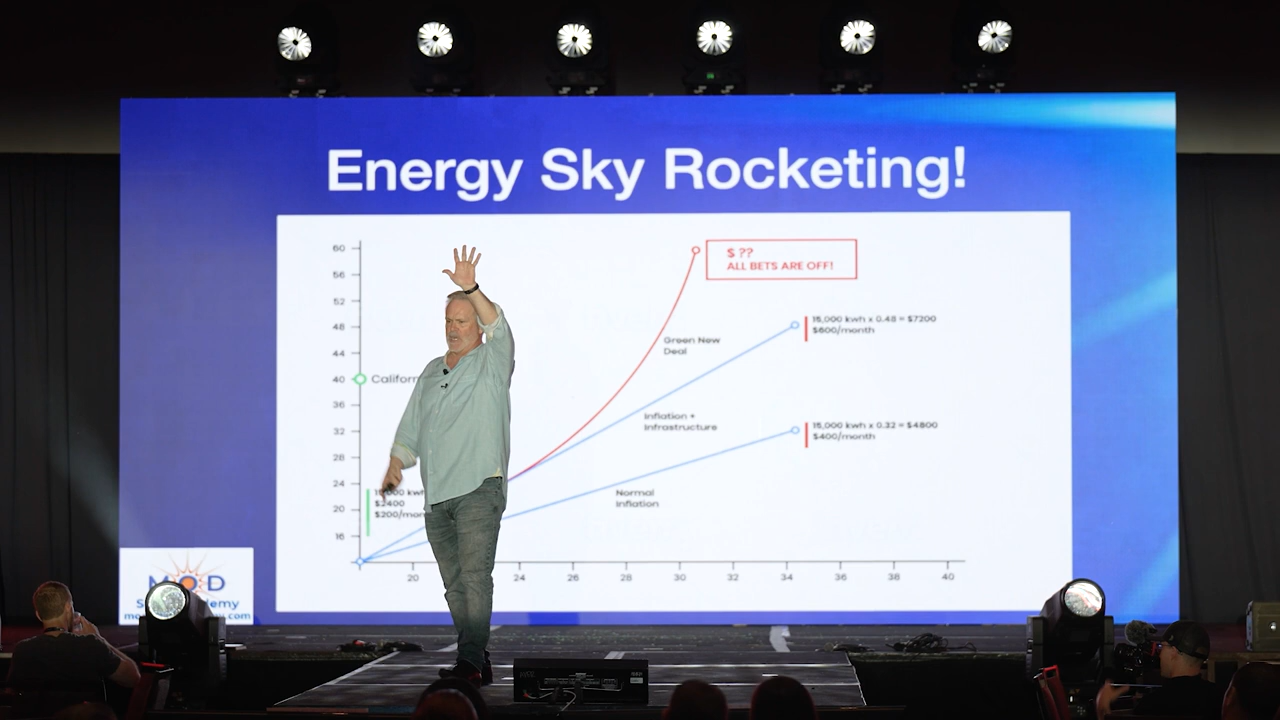 Energy Sky Rocketing!
60
56
52
48
44
40
36
32
28
24
20
16
$ ??
ALL BETS ARE OFF!
15,000 kwh x 0.48 = $7200
$600/month
Green New
Deal
Inflation +
Infrastructure
15,000 kwh x 0.32 = $4800
$400/month
Normal
Inflation
$2400
20
24
26
28
30
32
34
36
38
40